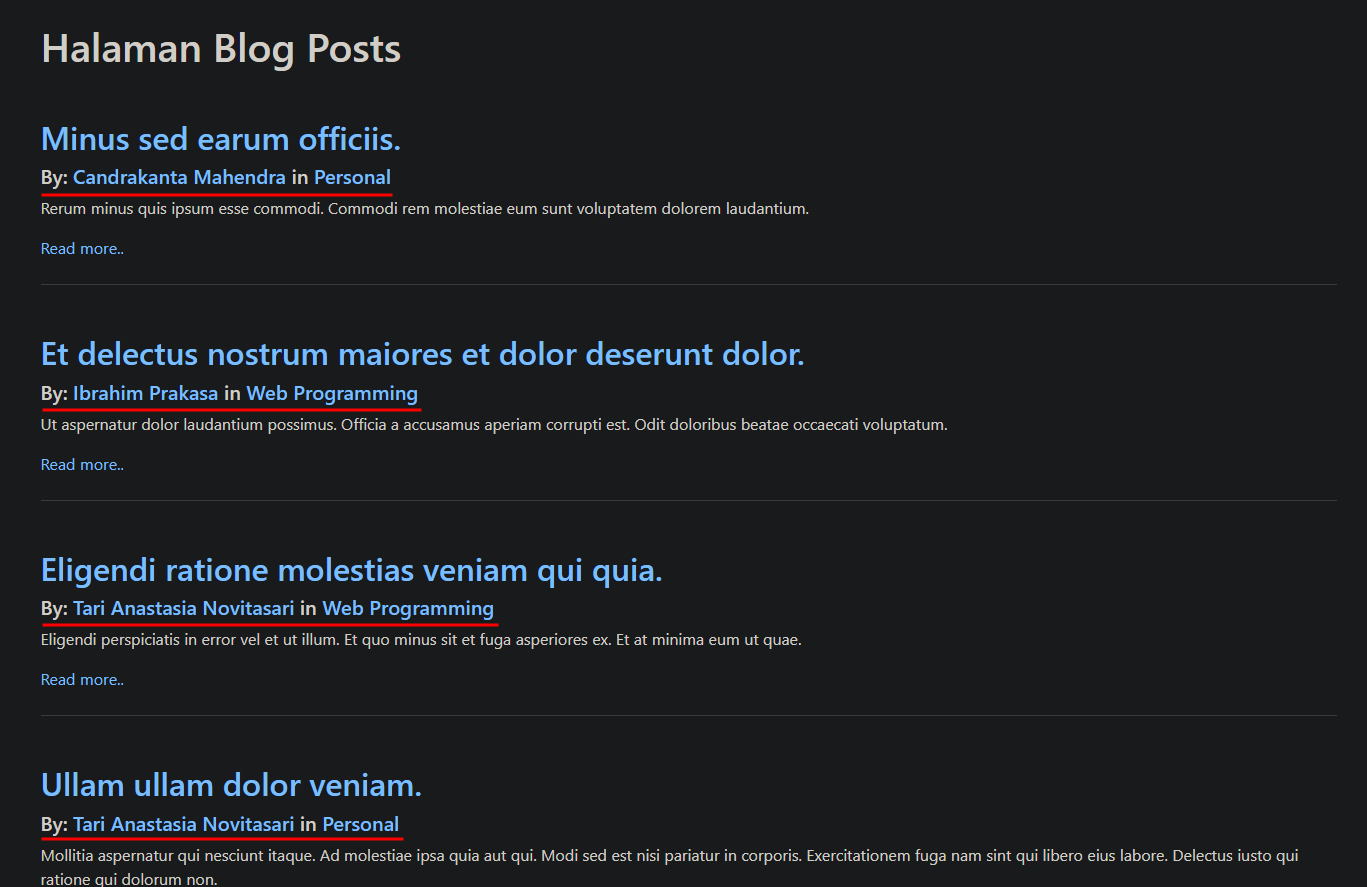 Halaman Blog Posts
Minus sed earum officiis.
By: Candrakanta Mahendra in Personal
Rerum minus quis ipsum esse commodi. Commodi rem molestiae eum sunt voluptatem dolorem laudantium.
Read more..
Et delectus nostrum maiores et dolor deserunt dolor.
By: Ibrahim Prakasa in Web Programming
Ut aspernatur dolor laudantium possimus. Officia a accusamus aperiam corrupti est. Odit doloribus beatae occaecati voluptatum.
Read more..
Eligendi ratione molestias veniam qui quia.
By: Tari Anastasia Novitasari in Web Programming
Eligendi perspiciatis in error vel et ut illum. Et quo minus sit et fuga asperiores ex. Et at minima eum ut quae.
Read more..
Ullam ullam dolor veniam.
By: Tari Anastasia Novitasari in Personal
Mollitia aspernatur qui nesciunt itaque. Ad molestiae ipsa quia aut qui. Modi sed est nisi pariatur in corporis. Exercitationem fuga nam sint qui libero eius labore. Delectus iusto qui
ratione qui dolorum non.